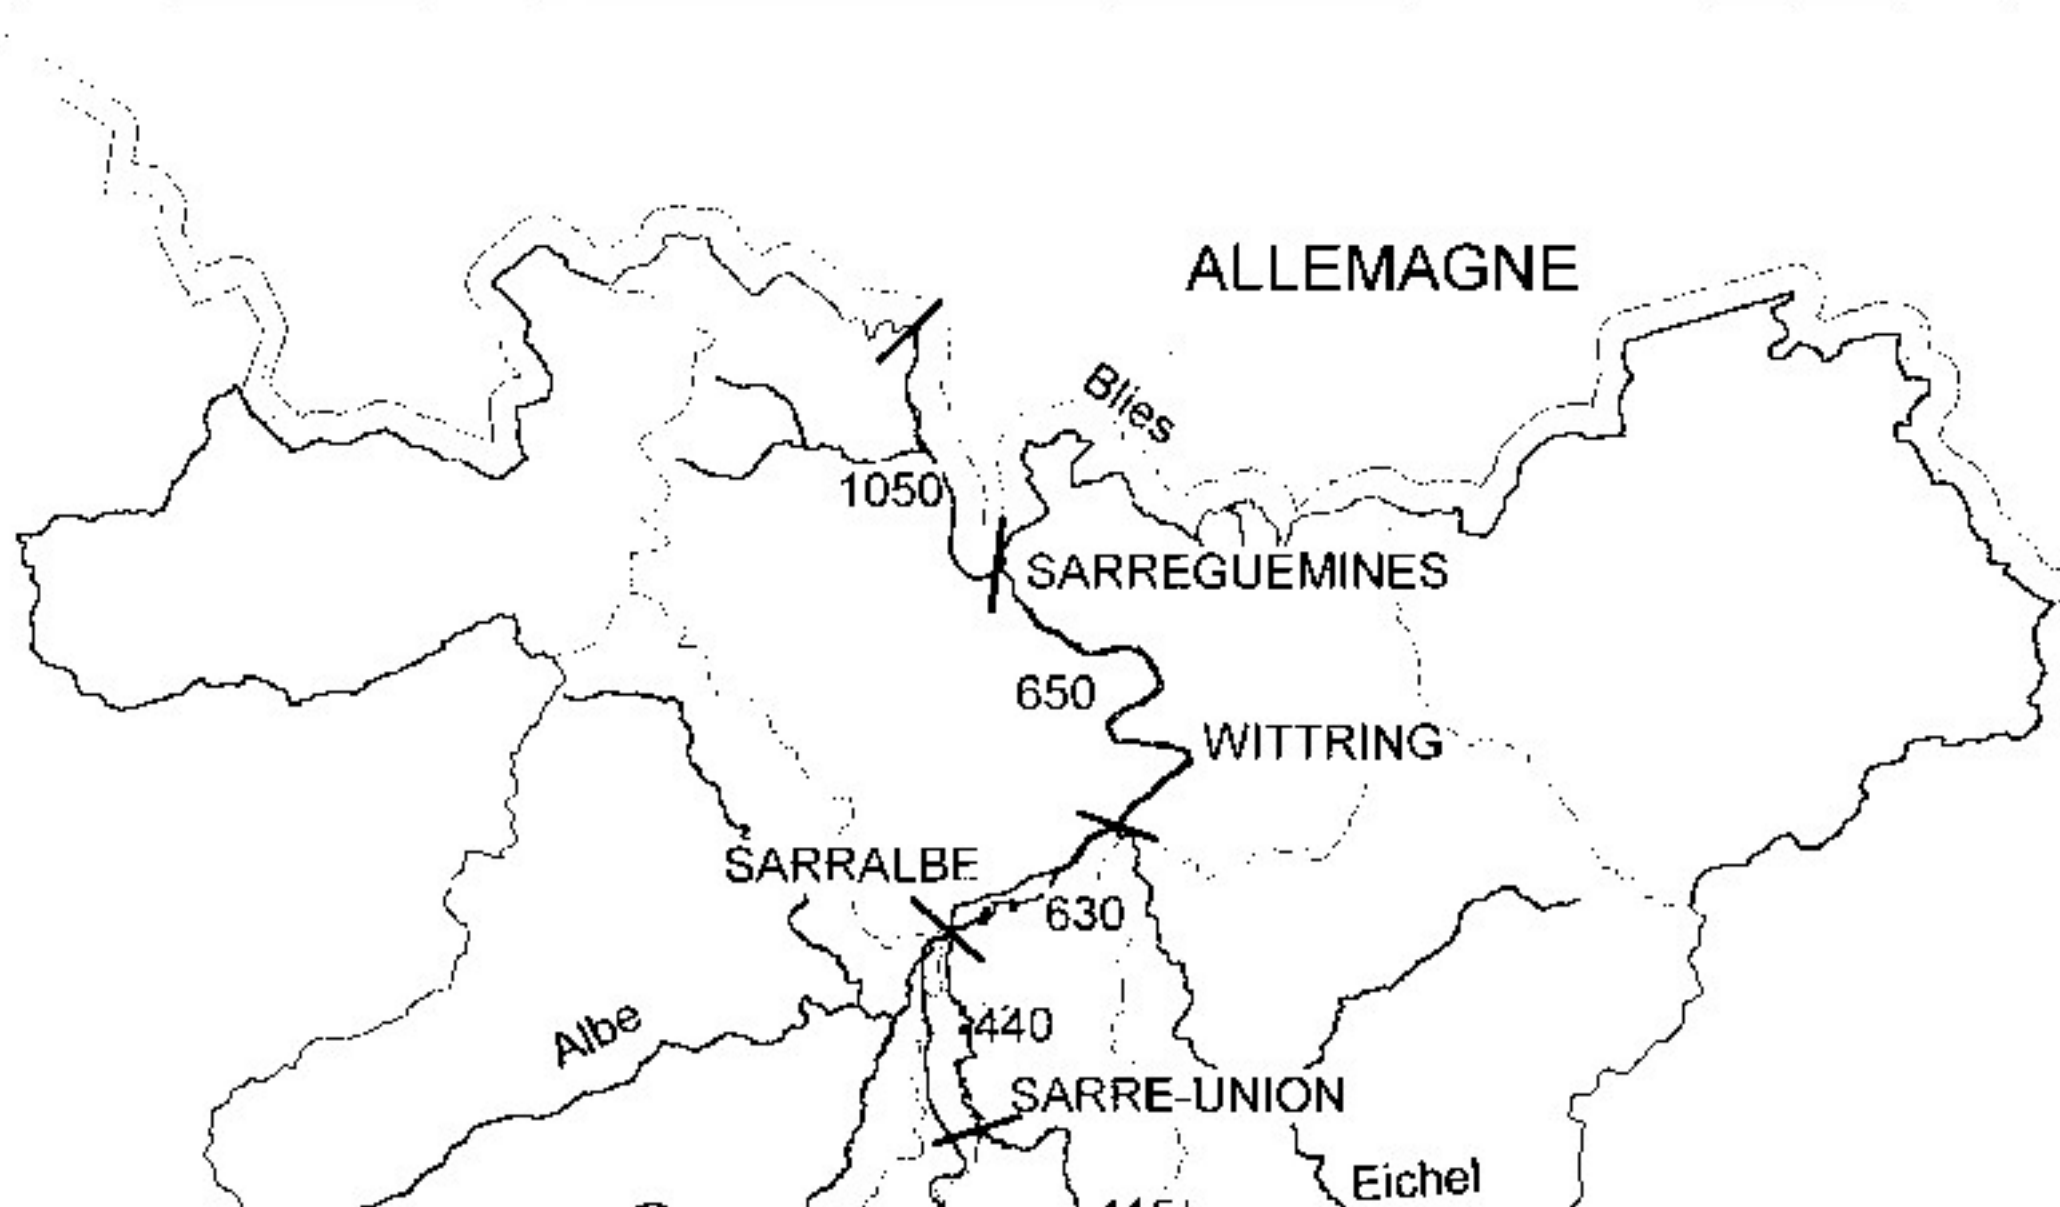 ALLEMAGNE
Blies
1050
SARREGUEMINES
650
WITTRING
SARRALBE
630
Albe
440
SARRE-UNION
Eichel